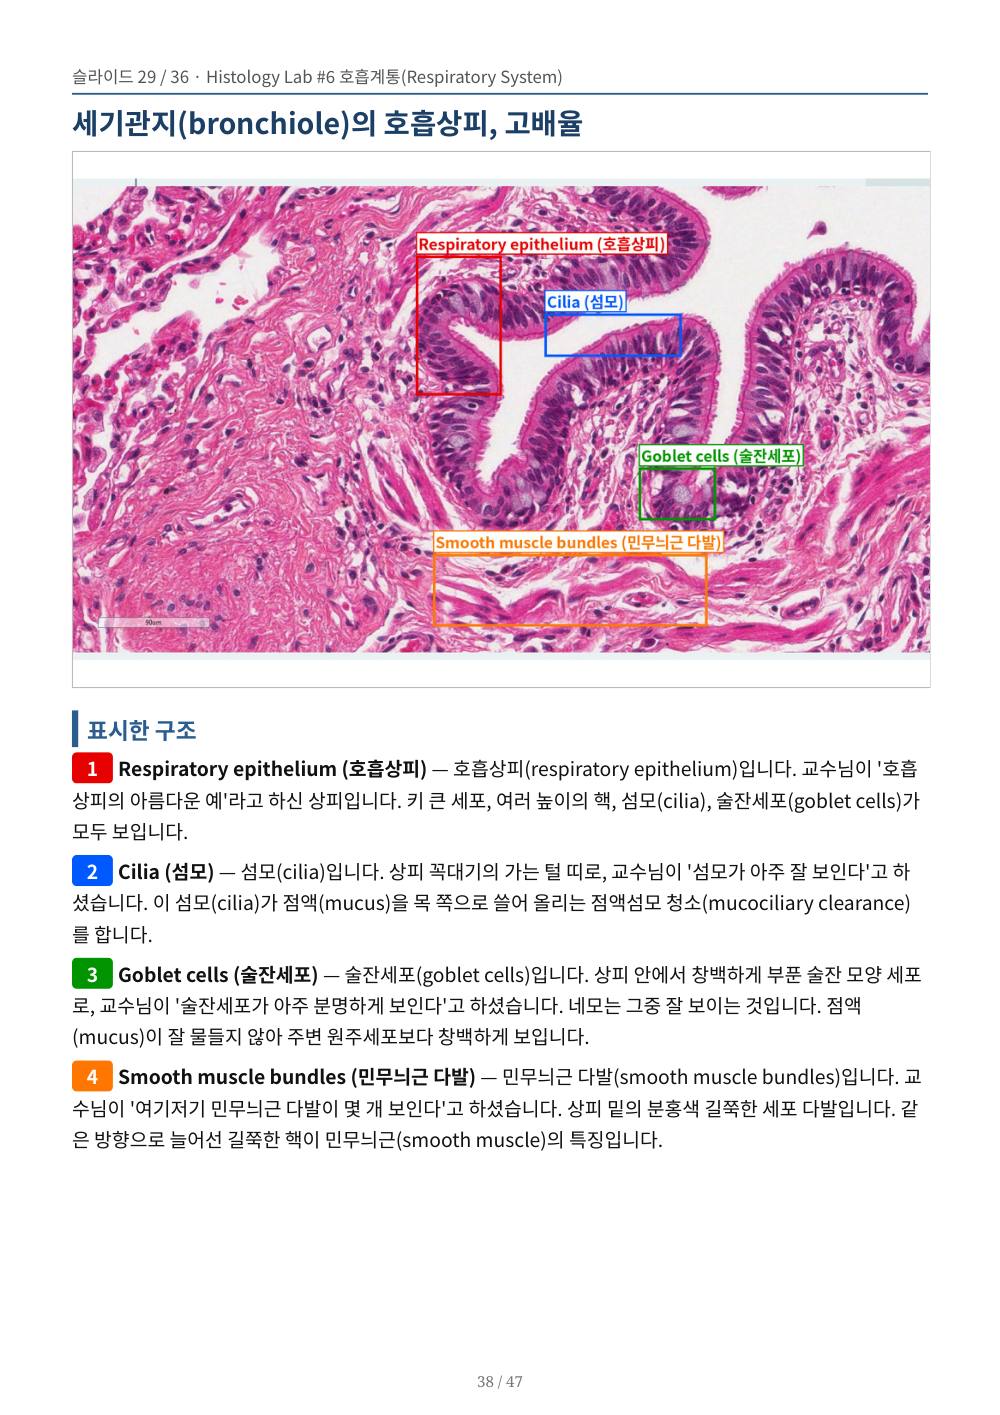 슬라이드 29 / 36 · Histology Lab #6 호흡계통(Respiratory System)
세기관지(bronchiole)의 호흡상피, 고배율
Respiratory epithelium (호흡상피)
Cilia (섬모)
Goblet cells (술잔세포)
Smooth muscle bundles (민무늬근 다발)
90um
표시한 구조
1 Respiratory epithelium (호흡상피) — 호흡상피(respiratory epithelium)입니다. 교수님이 '호흡
상피의 아름다운 예'라고 하신 상피입니다. 키 큰 세포, 여러 높이의 핵, 섬모(cilia), 술잔세포(goblet cells)가
모두 보입니다.
2 Cilia (섬모) — 섬모(cilia)입니다. 상피 꼭대기의 가는 털 띠로, 교수님이 '섬모가 아주 잘 보인다'고 하
셨습니다. 이 섬모(cilia)가 점액(mucus)을 목 쪽으로 쓸어 올리는 점액섬모 청소(mucociliary clearance)
를 합니다.
3 Goblet cells (술잔세포) — 술잔세포(goblet cells)입니다. 상피 안에서 창백하게 부푼 술잔 모양 세포
로, 교수님이 '술잔세포가 아주 분명하게 보인다'고 하셨습니다. 네모는 그중 잘 보이는 것입니다. 점액
(mucus)이 잘 물들지 않아 주변 원주세포보다 창백하게 보입니다.
4 Smooth muscle bundles (민무늬근 다발) — 민무늬근 다발(smooth muscle bundles)입니다. 교
수님이 '여기저기 민무늬근 다발이 몇 개 보인다'고 하셨습니다. 상피 밑의 분홍색 길쭉한 세포 다발입니다. 같
은 방향으로 늘어선 길쭉한 핵이 민무늬근(smooth muscle)의 특징입니다.
38 / 47